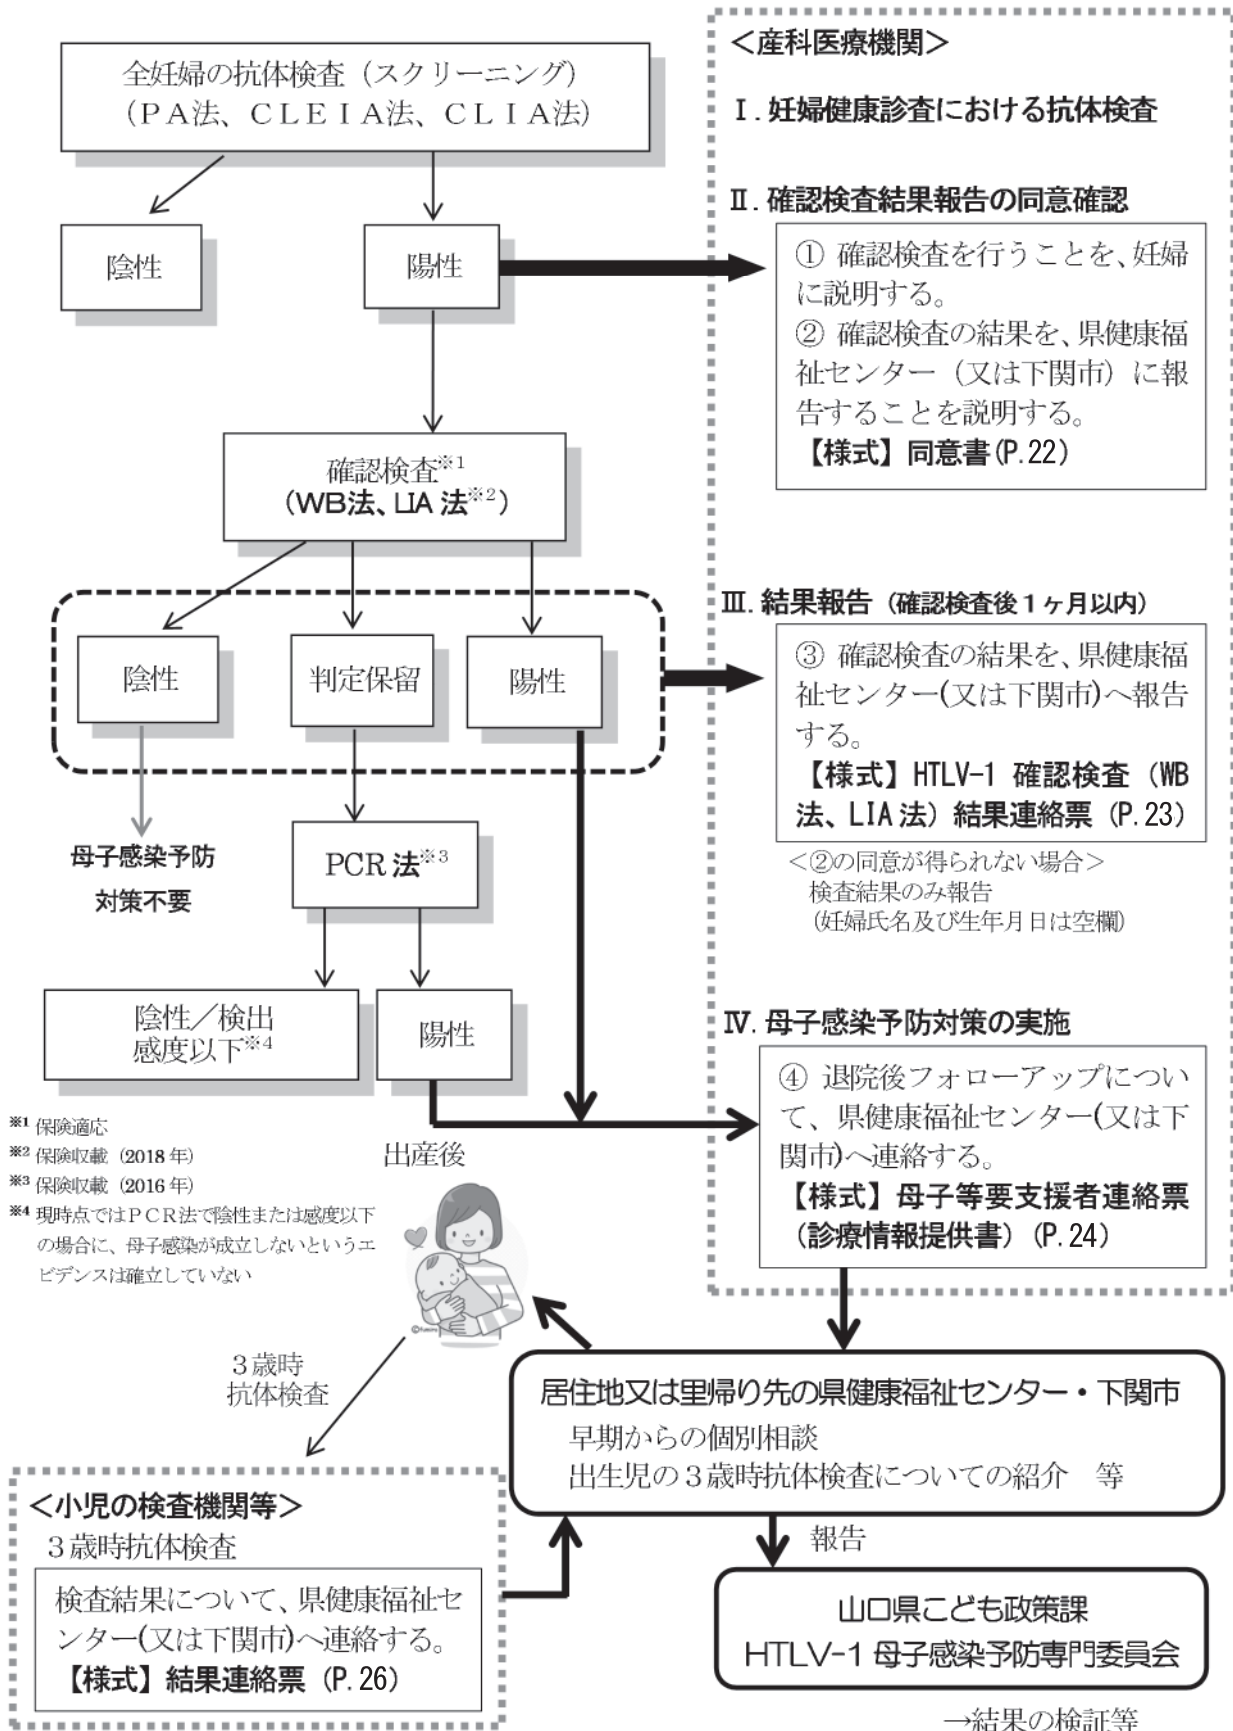 全妊婦の抗体検査（スクリーニング）
（ＰＡ法、ＣＬＥＩＡ法、ＣＬＩＡ法）
陰性
陽性
確認検査※1
（WB法、LIA 法※2）
陰性
判定保留
陽性
母子感染予防
対策不要
PCR 法※3
陰性／検出
感度以下※4
陽性
※1 保険適応
※2 保険収載（2018 年）
※3 保険収載（2016 年）
※4 現時点ではＰＣＲ法で陰性または感度以下
の場合に、母子感染が成立しないというエ
ビデンスは確立していない
出産後
３歳時
抗体検査
＜産科医療機関＞
Ⅰ. 妊婦健康診査における抗体検査
Ⅱ. 確認検査結果報告の同意確認
① 確認検査を行うことを、妊婦
に説明する。
② 確認検査の結果を、県健康福
祉センター（又は下関市）に報
告することを説明する。
【様式】同意書(P.22)
Ⅲ. 結果報告（確認検査後１ヶ月以内）
③ 確認検査の結果を、県健康福
祉センター(又は下関市)へ報告
する。
【様式】HTLV-1 確認検査（WB
法、LIA 法）結果連絡票（P.23）
＜②の同意が得られない場合＞
検査結果のみ報告
（妊婦氏名及び生年月日は空欄）
Ⅳ. 母子感染予防対策の実施
④ 退院後フォローアップについ
て、県健康福祉センター(又は下
関市)へ連絡する。
【様式】母子等要支援者連絡票
（診療情報提供書）（P.24）
居住地又は里帰り先の県健康福祉センター・下関市
早期からの個別相談
出生児の３歳時抗体検査についての紹介　等
＜小児の検査機関等＞
３歳時抗体検査
検査結果について、県健康福祉セ
ンター(又は下関市)へ連絡する。
【様式】結果連絡票（P.26）
報告
山口県こども政策課
HTLV-1 母子感染予防専門委員会
→結果の検証等